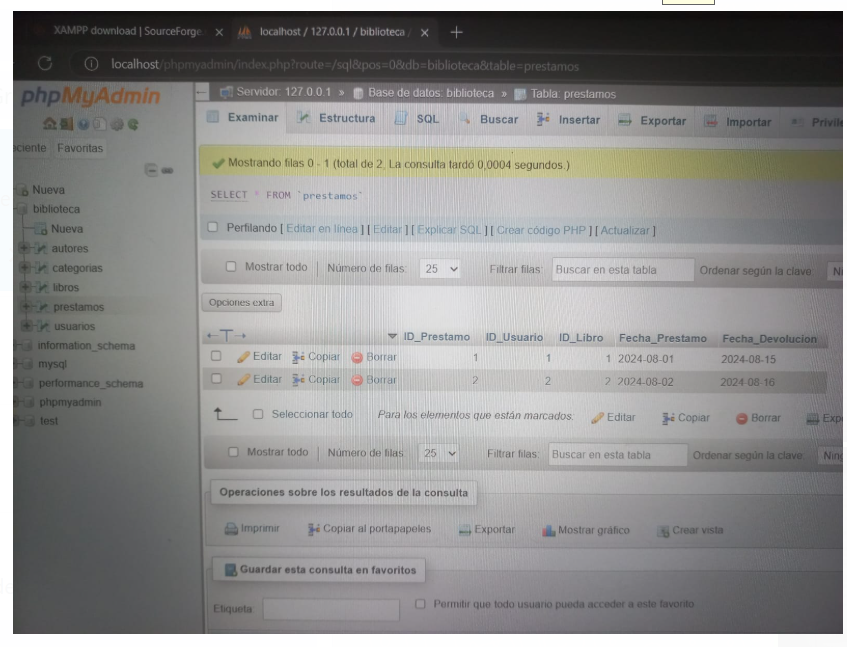 XAMPP download | SourceForge
localhost / 127.0.0.1 / biblioteca /
localhost/phpmyadmin/index.php?route=/sql&pos=0&db=biblioteca&table=prestamos
phpMyAdmin
Servidor: 127.0.0.1 » Base de datos: biblioteca » Tabla: prestamos
Examinar Estructura SQL Buscar Insertar Exportar Importar Privile
ciente Favoritas
Nueva
biblioteca
Nueva
autores
categorias
libros
prestamos
usuarios
information_schema
mysql
performance_schema
phpmyadmin
test
Mostrando filas 0 - 1 (total de 2, La consulta tardó 0,0004 segundos.)
SELECT * FROM `prestamos`
Perfilando [ Editar en línea ] [ Editar ] [ Explicar SQL ] [ Crear código PHP ] [ Actualizar ]
Mostrar todo | Número de filas: 25 Filtrar filas: Buscar en esta tabla Ordenar según la clave: Ni
Opciones extra
←T→ ID_Prestamo ID_Usuario ID_Libro Fecha_Prestamo Fecha_Devolucion
Editar Copiar Borrar 1 1 1 2024-08-01 2024-08-15
Editar Copiar Borrar 2 2 2 2024-08-02 2024-08-16
Seleccionar todo Para los elementos que están marcados: Editar Copiar Borrar Exp
Mostrar todo | Número de filas: 25 Filtrar filas: Buscar en esta tabla Ordenar según la clave: Nin
Operaciones sobre los resultados de la consulta
Imprimir Copiar al portapapeles Exportar Mostrar gráfico Crear vista
Guardar esta consulta en favoritos
Etiqueta: Permitir que todo usuario pueda acceder a este favorito